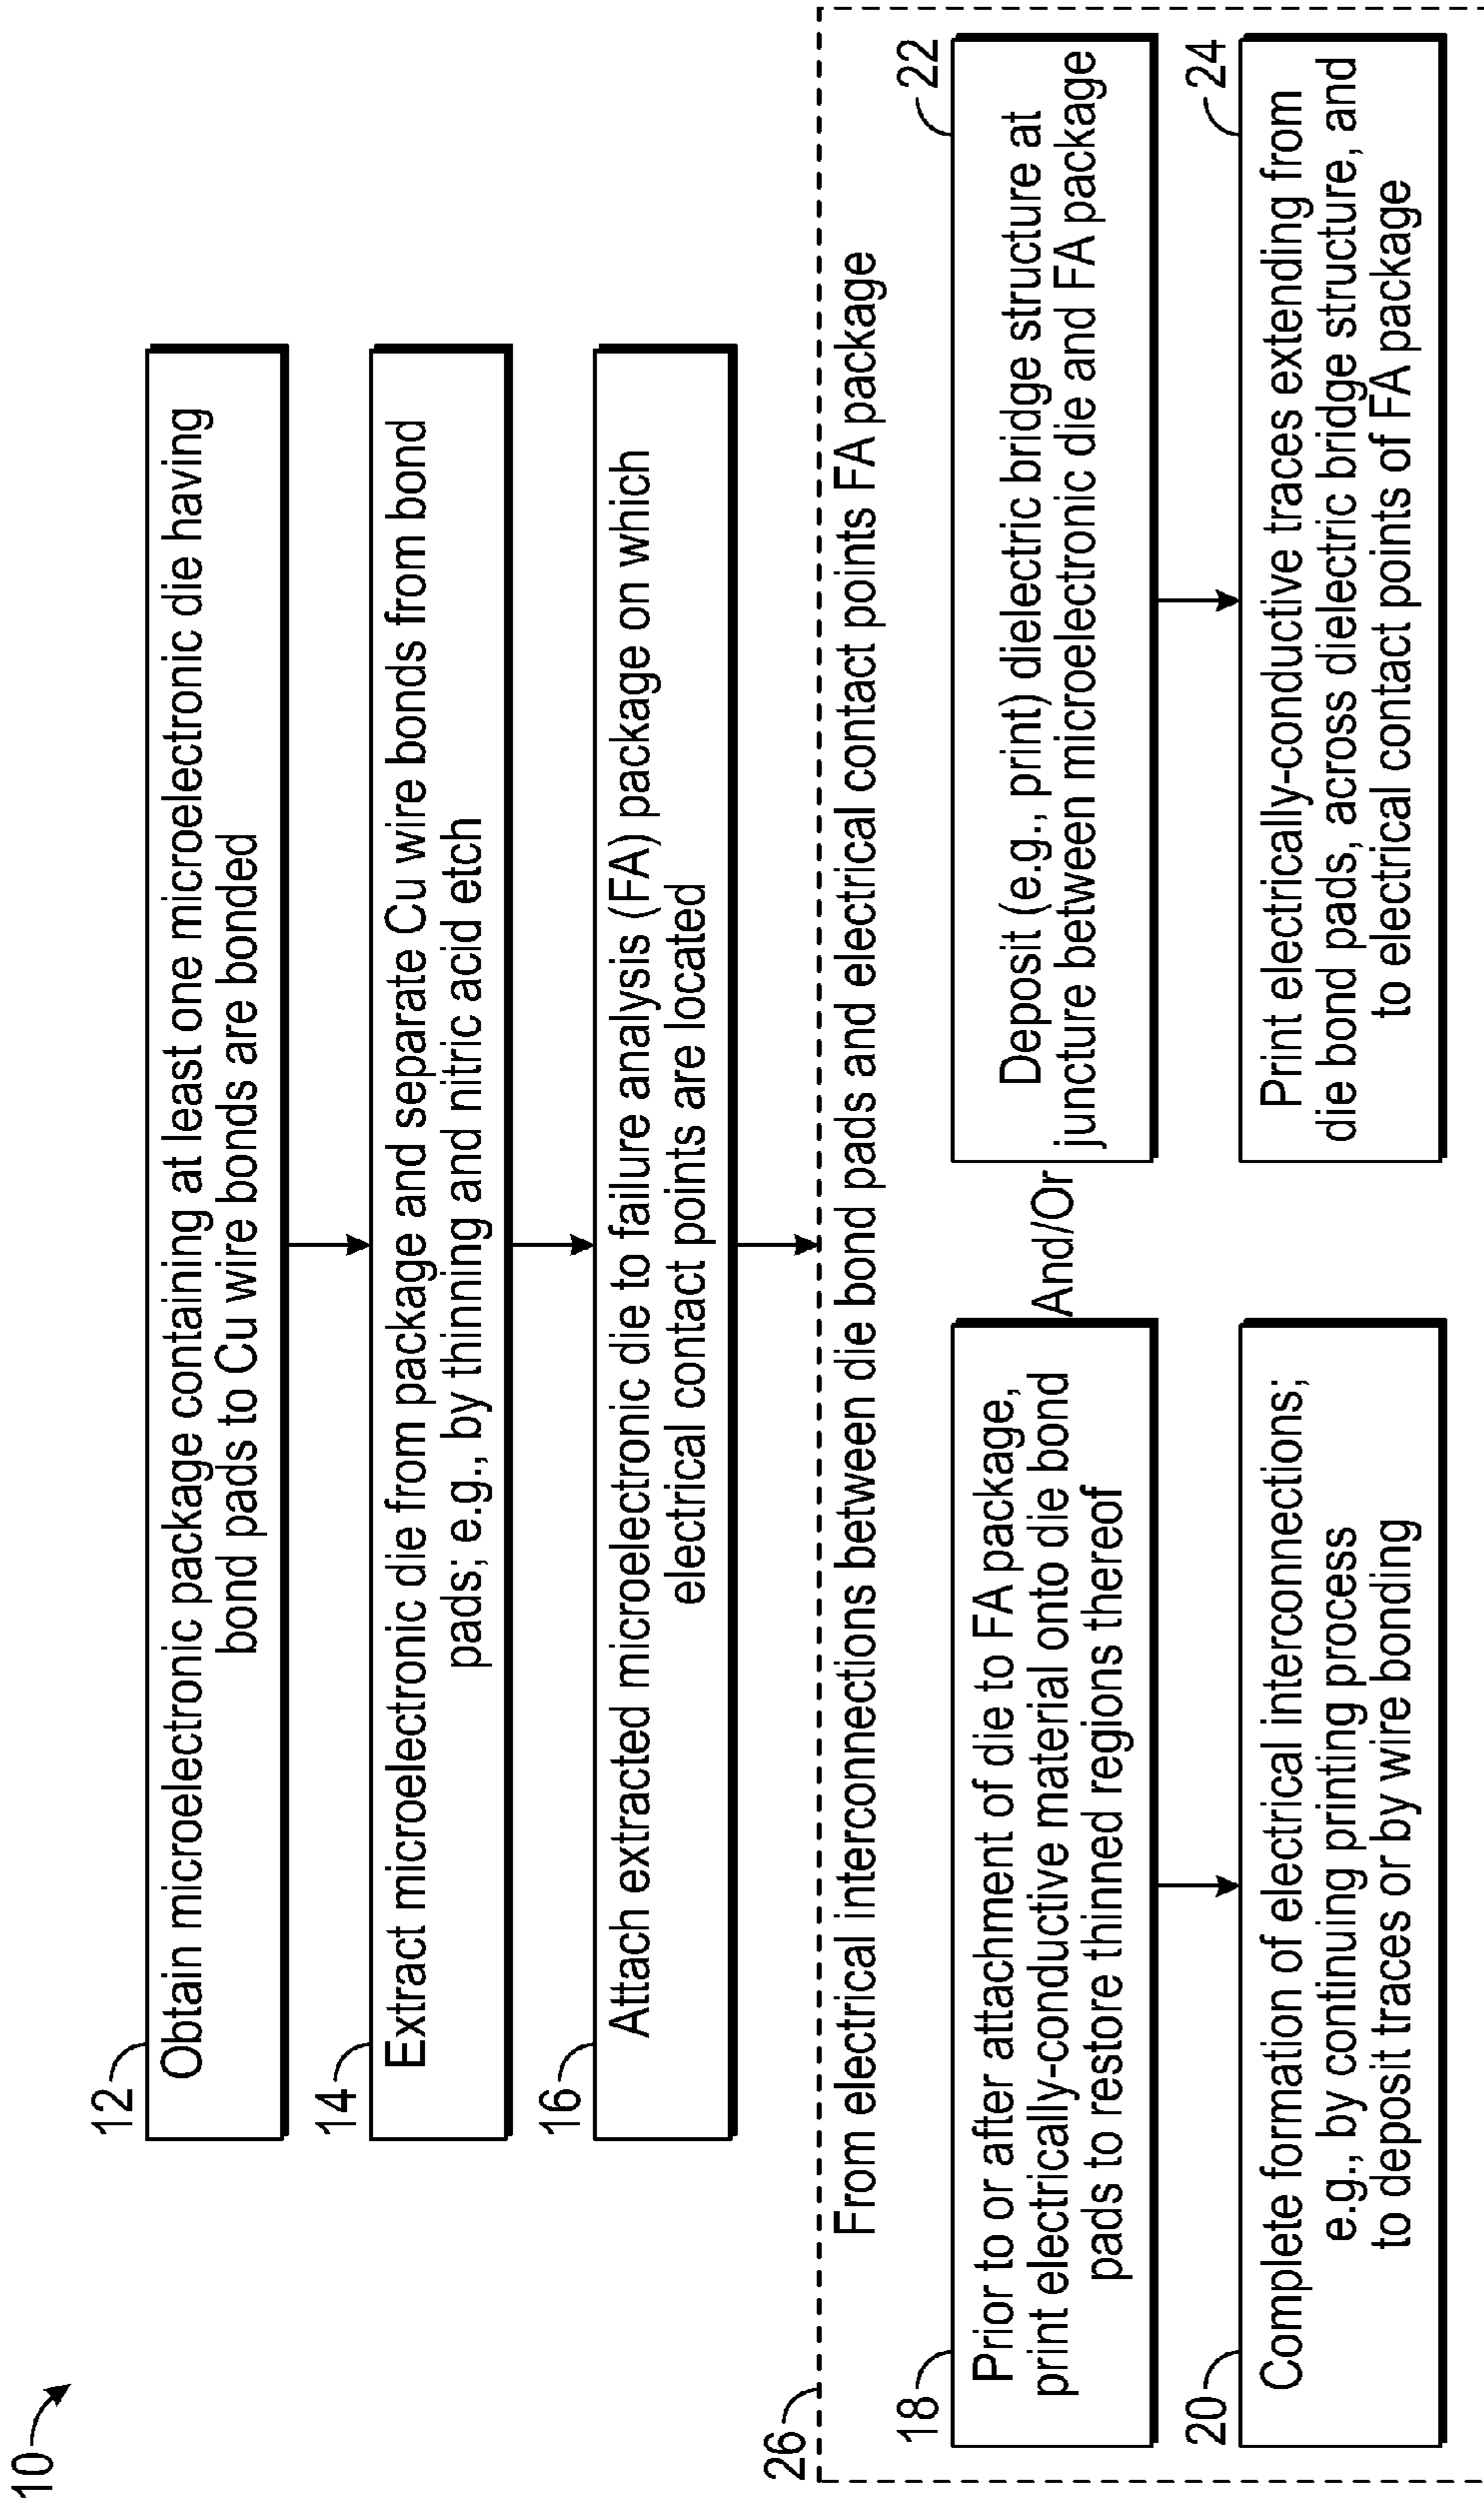 10
12
Obtain microelectronic package containing at least one microelectronic die having
bond pads to Cu wire bonds are bonded
14
Extract microelectronic die from package and separate Cu wire bonds from bond
pads; e.g., by thinning and nitric acid etch
16
Attach extracted microelectronic die to failure analysis (FA) package on which
electrical contact points are located
26
From electrical interconnections between die bond pads and electrical contact points FA package
18
Prior to or after attachment of die to FA package,
print electrically-conductive material onto die bond
pads to restore thinned regions thereof
And/Or
22
Deposit (e.g., print) dielectric bridge structure at
juncture between microelectronic die and FA package
20
Complete formation of electrical interconnections;
e.g., by continuing printing process
to deposit traces or by wire bonding
24
Print electrically-conductive traces extending from
die bond pads, across dielectric bridge structure, and
to electrical contact points of FA package